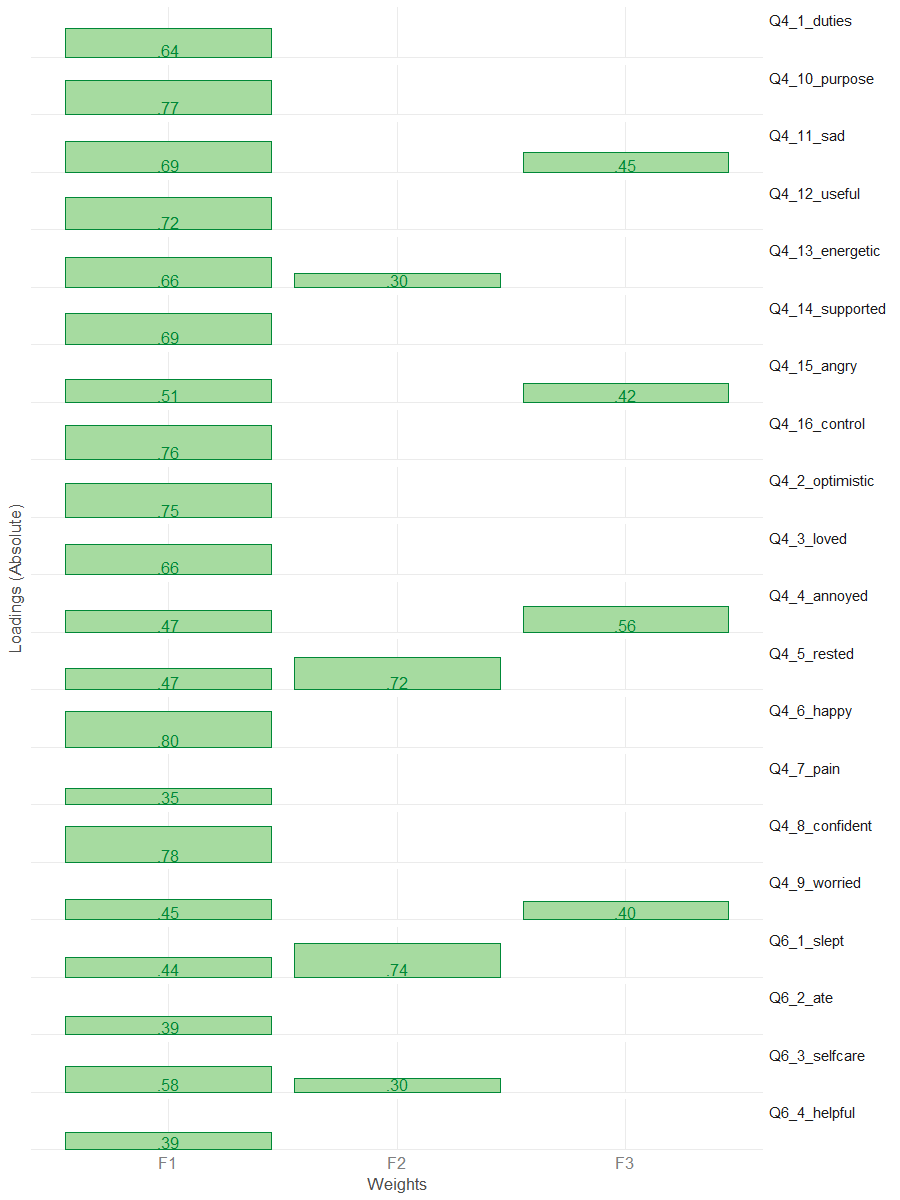 Q4_1_duties
.64
Q4_10_purpose
.77
Q4_11_sad
.69 .45
Q4_12_useful
.72
Q4_13_energetic
.66 .30
Q4_14_supported
.69
Q4_15_angry
.51 .42
Q4_16_control
.76
Q4_2_optimistic
.75
Q4_3_loved
.66
Q4_4_annoyed
.47 .56
Q4_5_rested
.47 .72
Q4_6_happy
.80
Q4_7_pain
.35
Q4_8_confident
.78
Q4_9_worried
.45 .40
Q6_1_slept
.44 .74
Q6_2_ate
.39
Q6_3_selfcare
.58 .30
Q6_4_helpful
.39
Loadings (Absolute)
F1 F2 F3
Weights